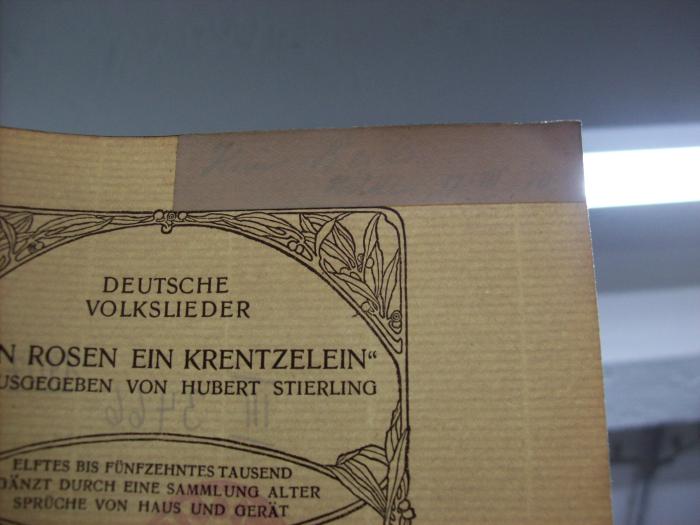 DEUTSCHE
VOLKSLIEDER
N ROSEN EIN KRENTZELEIN“
USGEGEBEN VON HUBERT STIERLING
ELFTES BIS FÜNFZEHNTES TAUSEND
GÄNZT DURCH EINE SAMMLUNG ALTER
SPRÜCHE VON HAUS UND GERÄT